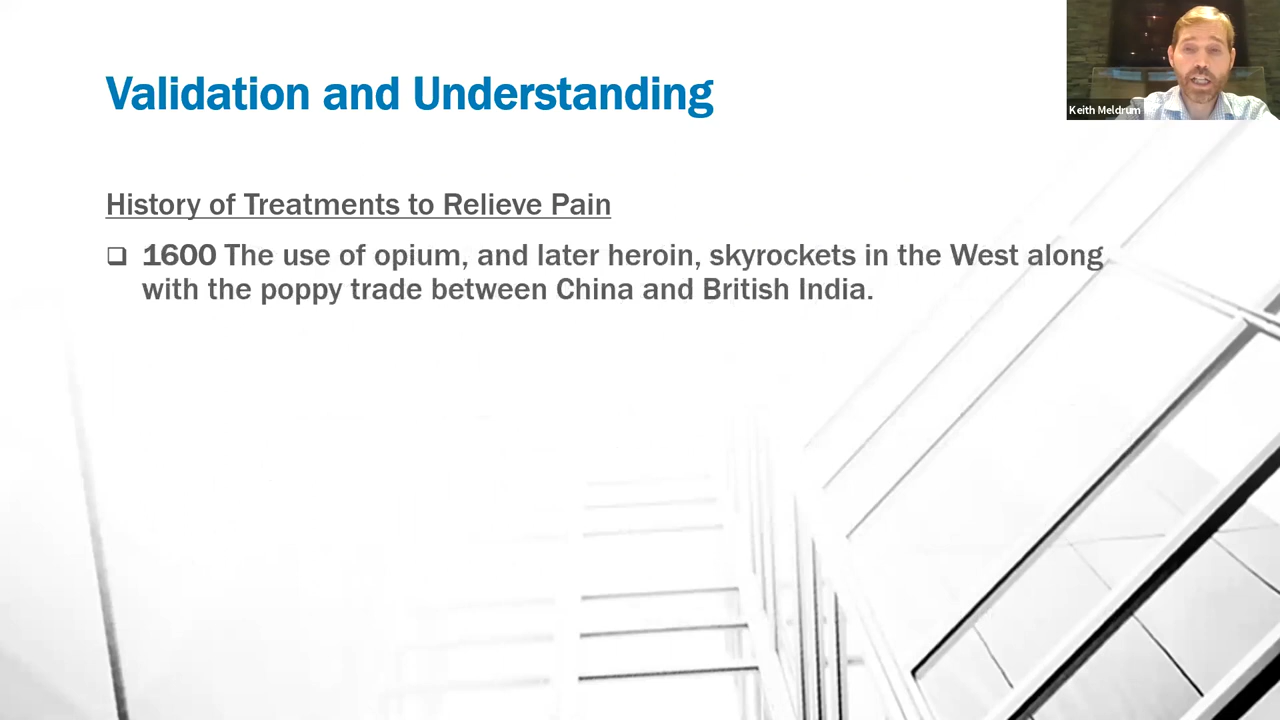 Validation and Understanding
Keith Meldrum
History of Treatments to Relieve Pain
❑ 1600 The use of opium, and later heroin, skyrockets in the West along
with the poppy trade between China and British India.